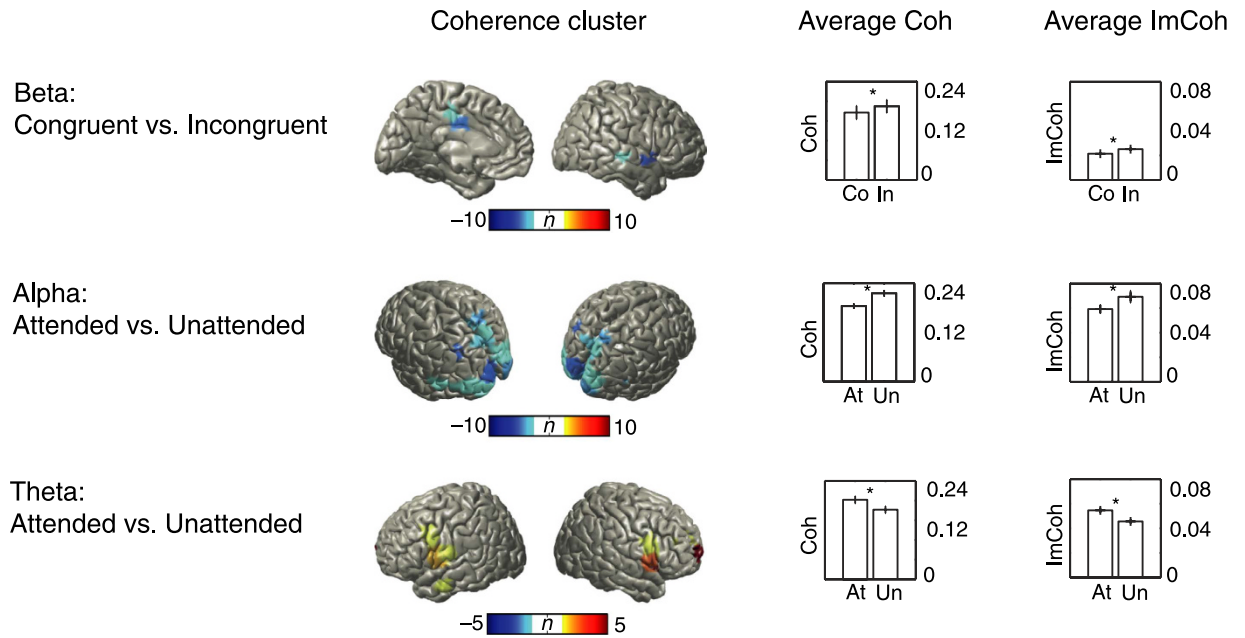 Coherence cluster
Average Coh
Average ImCoh
Beta:
Congruent vs. Incongruent
–10 n 10
Coh
*
0.24
0.12
0
Co In
ImCoh
*
0.08
0.04
0
Co In
Alpha:
Attended vs. Unattended
–10 n 10
Coh
*
0.24
0.12
0
At Un
ImCoh
*
0.08
0.04
0
At Un
Theta:
Attended vs. Unattended
–5 n 5
Coh
*
0.24
0.12
0
At Un
ImCoh
*
0.08
0.04
0
At Un